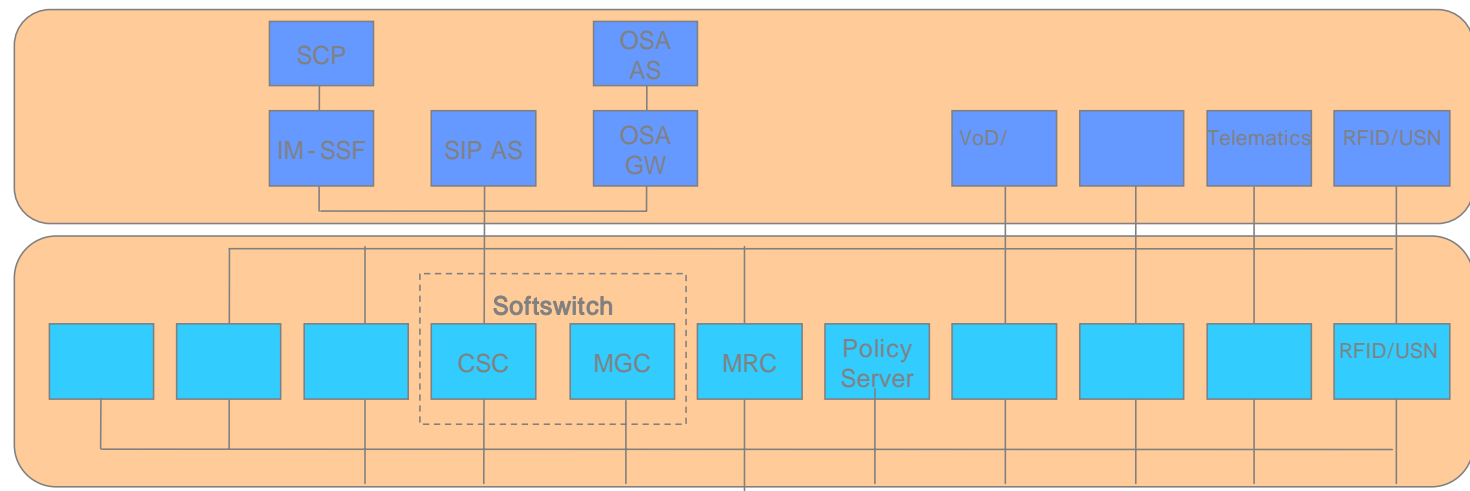 SCP
OSA
AS
IM-SSF
SIP AS
OSA
GW
VoD/
Telematics
RFID/USN
Softswitch
CSC
MGC
MRC
Policy
Server
RFID/USN